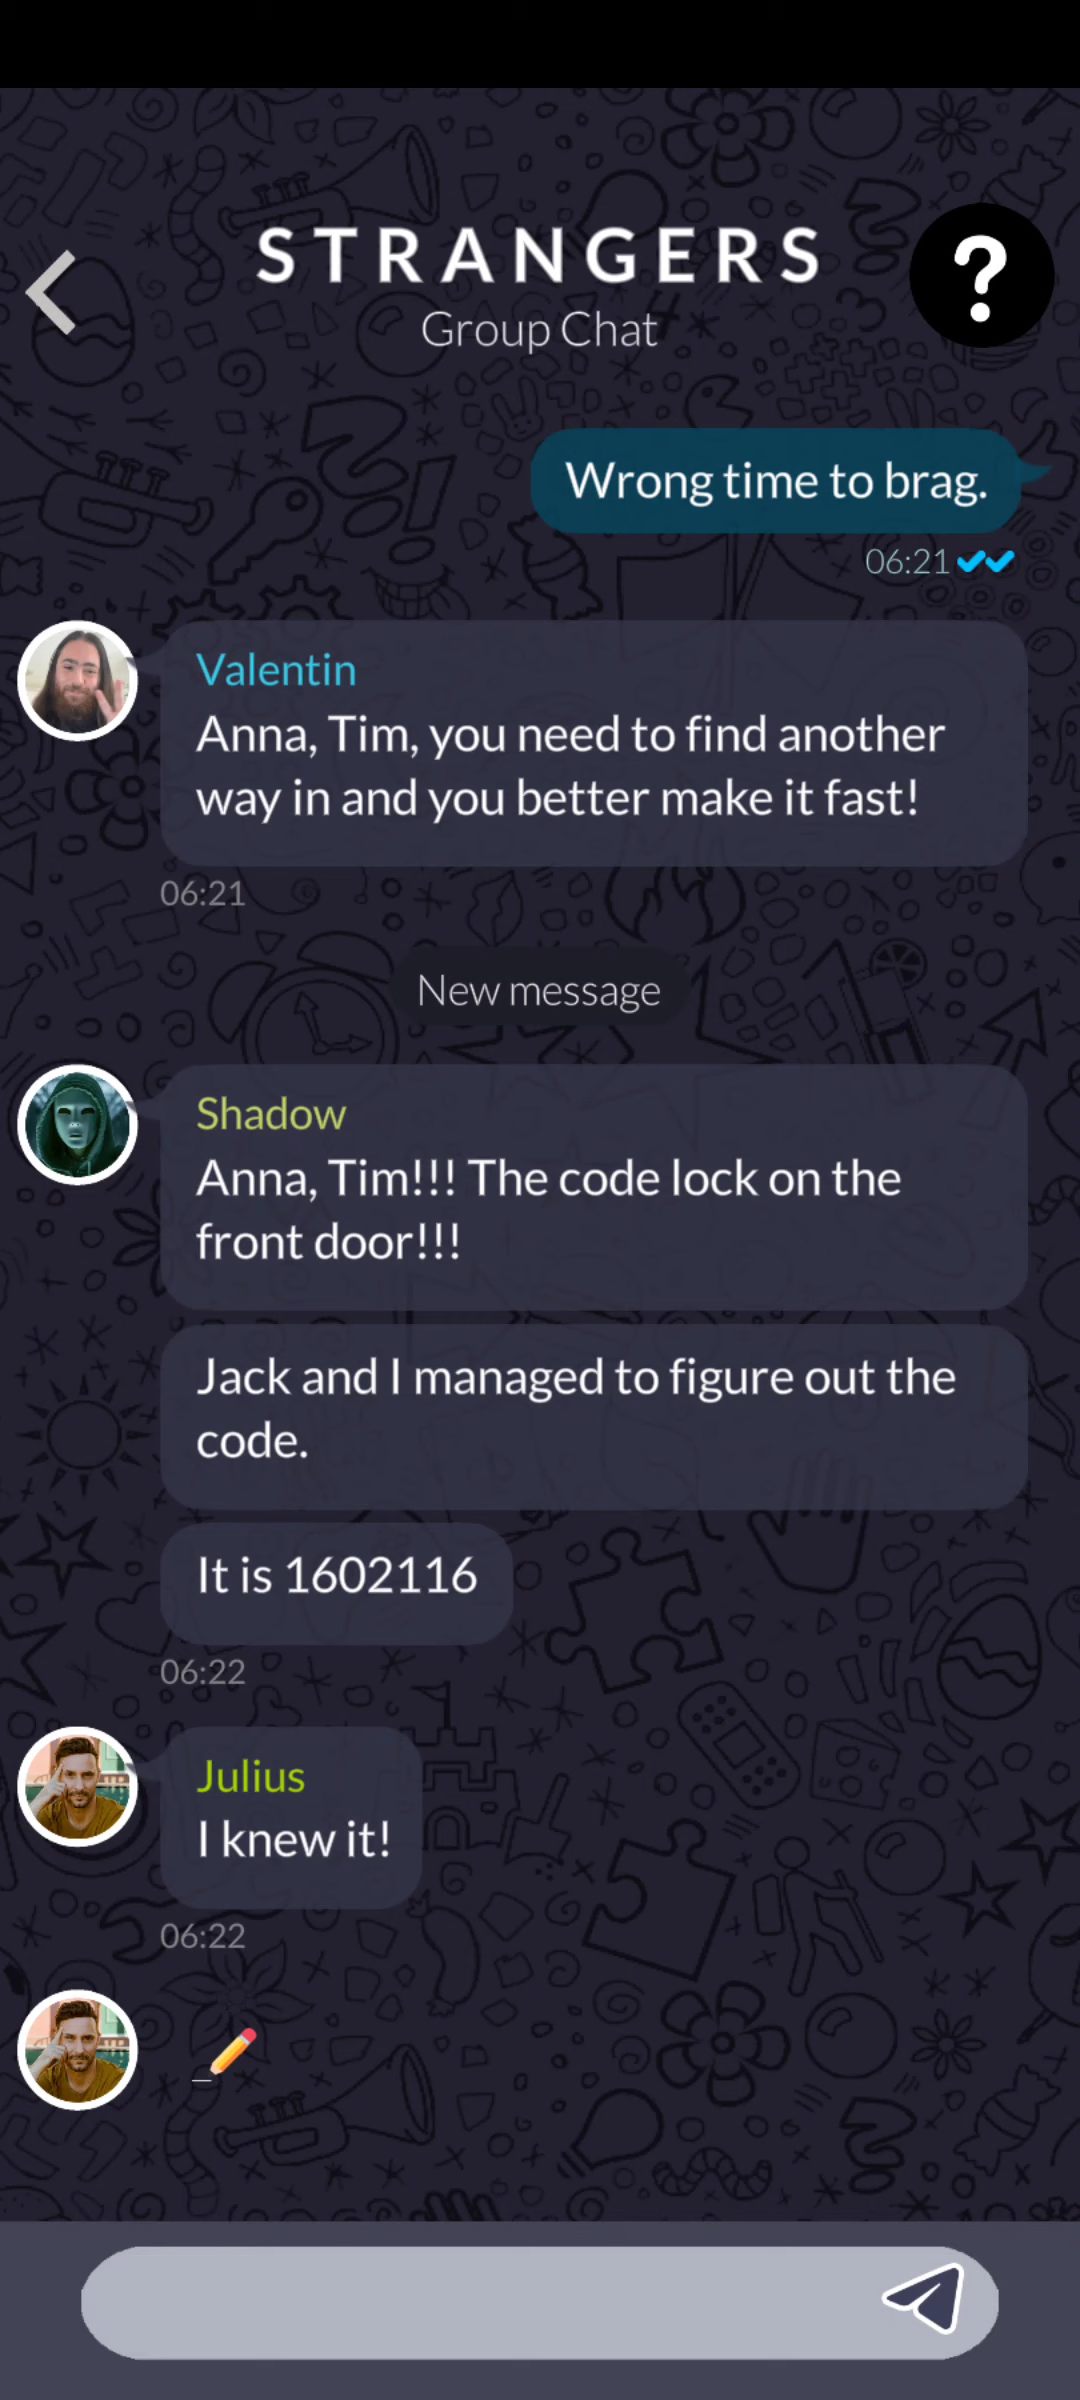 STRANGERS
Group Chat
?
Wrong time to brag.
06:21
Valentin
Anna, Tim, you need to find another
way in and you better make it fast!
06:21
New message
Shadow
Anna, Tim!!! The code lock on the
front door!!!
Jack and I managed to figure out the
code.
It is 1602116
06:22
Julius
I knew it!
06:22